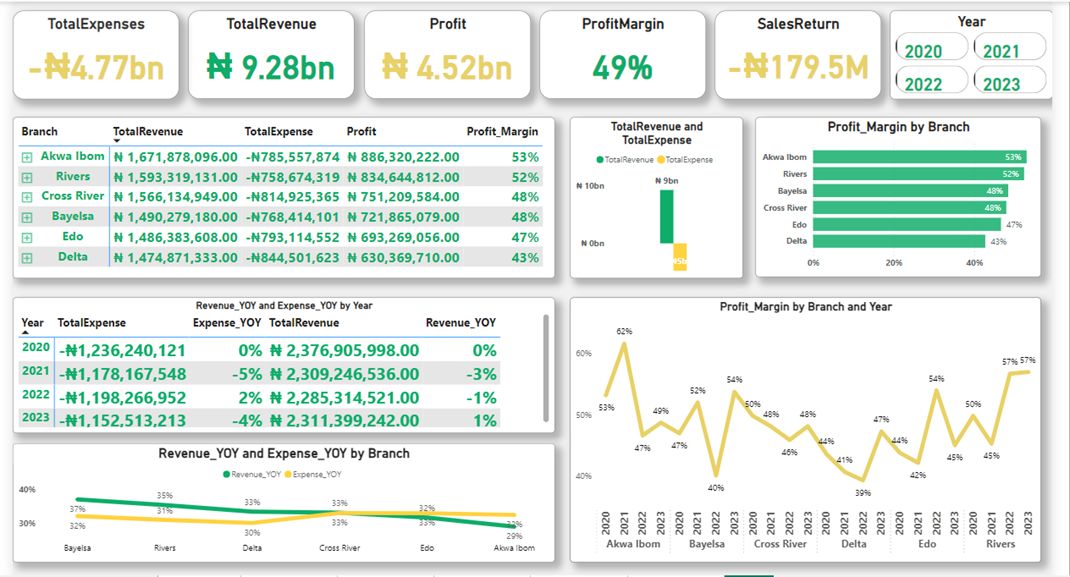 TotalExpenses
-₦4.77bn
TotalRevenue
₦ 9.28bn
Profit
₦ 4.52bn
ProfitMargin
49%
SalesReturn
-₦179.5M
Year
2020 2021
2022 2023
Branch TotalRevenue TotalExpense Profit Profit_Margin
Akwa Ibom ₦ 1,671,878,096.00 -₦785,557,874 ₦ 886,320,222.00 53%
Rivers ₦ 1,593,319,131.00 -₦758,674,319 ₦ 834,644,812.00 52%
Cross River ₦ 1,566,134,949.00 -₦814,925,365 ₦ 751,209,584.00 48%
Bayelsa ₦ 1,490,279,180.00 -₦768,414,101 ₦ 721,865,079.00 48%
Edo ₦ 1,486,383,608.00 -₦793,114,552 ₦ 693,269,056.00 47%
Delta ₦ 1,474,871,333.00 -₦844,501,623 ₦ 630,369,710.00 43%
TotalRevenue and
TotalExpense
TotalRevenue TotalExpense
₦ 9bn
₦ 10bn
₦ 0bn
Profit_Margin by Branch
Akwa Ibom 53%
Rivers 52%
Bayelsa 48%
Cross River 48%
Edo 47%
Delta 43%
0% 20% 40%
Revenue_YOY and Expense_YOY by Year
Year TotalExpense Expense_YOY TotalRevenue Revenue_YOY
2020 -₦1,236,240,121 0% ₦ 2,376,905,998.00 0%
2021 -₦1,178,167,548 -5% ₦ 2,309,246,536.00 -3%
2022 -₦1,198,266,952 2% ₦ 2,285,314,521.00 -1%
2023 -₦1,152,513,213 -4% ₦ 2,311,399,242.00 1%
Revenue_YOY and Expense_YOY by Branch
Revenue_YOY Expense_YOY
40%
30%
37% 35% 33% 33% 32%
32% 31% 30% 33% 33% 29%
Bayelsa Rivers Delta Cross River Edo Akwa Ibom
Profit_Margin by Branch and Year
60%
50%
40%
53% 62% 47% 49% 47% 52% 40% 54% 50% 48% 46% 48% 44% 41% 39% 47% 44% 42% 54% 45% 50% 45% 57% 57%
2020 2021 2022 2023 2020 2021 2022 2023 2020 2021 2022 2023 2020 2021 2022 2023 2020 2021 2022 2023 2020 2021 2022 2023
Akwa Ibom Bayelsa Cross River Delta Edo Rivers